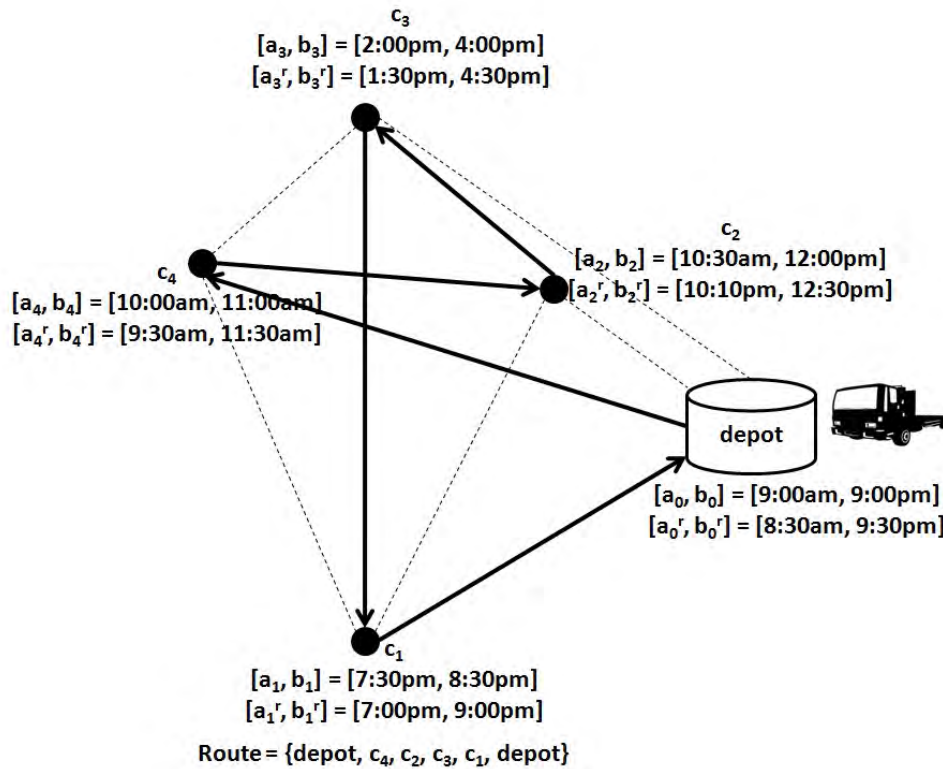 c₃
[a₃, b₃] = [2:00pm, 4:00pm]
[a₃ʳ, b₃ʳ] = [1:30pm, 4:30pm]
c₂
[a₂, b₂] = [10:30am, 12:00pm]
[a₂ʳ, b₂ʳ] = [10:10pm, 12:30pm]
c₄
[a₄, b₄] = [10:00am, 11:00am]
[a₄ʳ, b₄ʳ] = [9:30am, 11:30am]
depot
[a₀, b₀] = [9:00am, 9:00pm]
[a₀ʳ, b₀ʳ] = [8:30am, 9:30pm]
c₁
[a₁, b₁] = [7:30pm, 8:30pm]
[a₁ʳ, b₁ʳ] = [7:00pm, 9:00pm]
Route = {depot, c₄, c₂, c₃, c₁, depot}